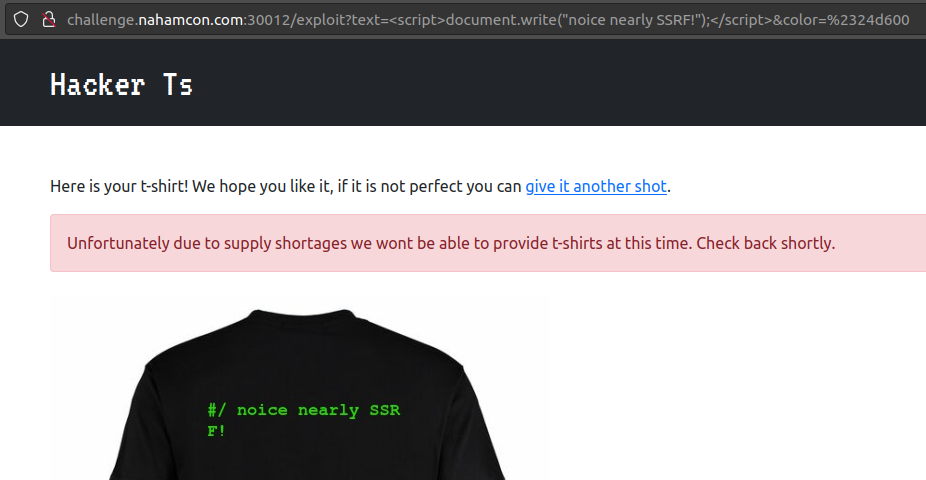 challenge.nahamcon.com:30012/exploit?text=<script>document.write("noice nearly SSRF!");</script>&color=%2324d600
Hacker Ts
Here is your t-shirt! We hope you like it, if it is not perfect you can give it another shot.
Unfortunately due to supply shortages we wont be able to provide t-shirts at this time. Check back shortly.
#/ noice nearly SSR
F!